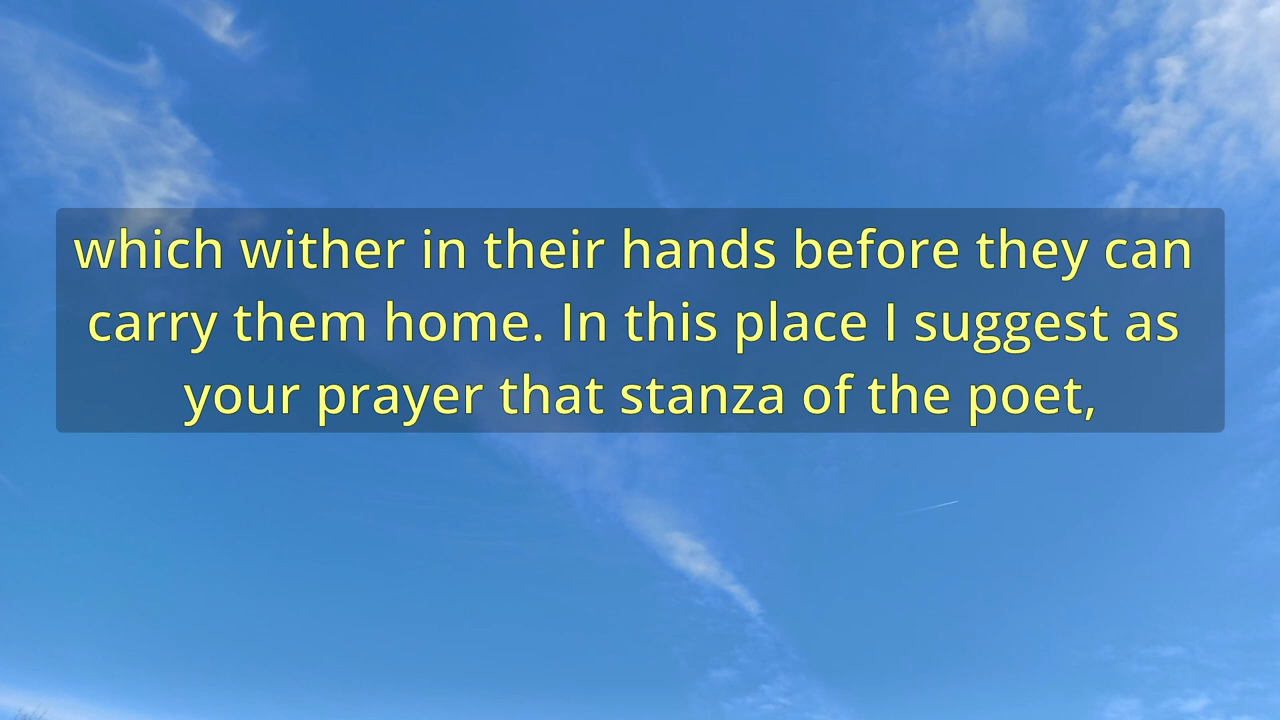 which wither in their hands before they can
carry them home. In this place I suggest as
your prayer that stanza of the poet,